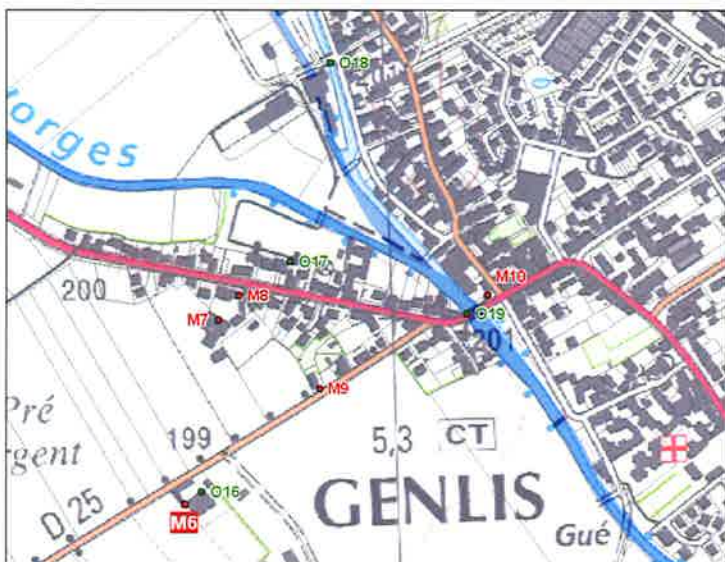 O18
orges
Gu
O17
200
M8
M10
M7
O19
201
M9
Pré
rgent
199
5,3
CT
D 25
O16
M6
GENLIS
Gué